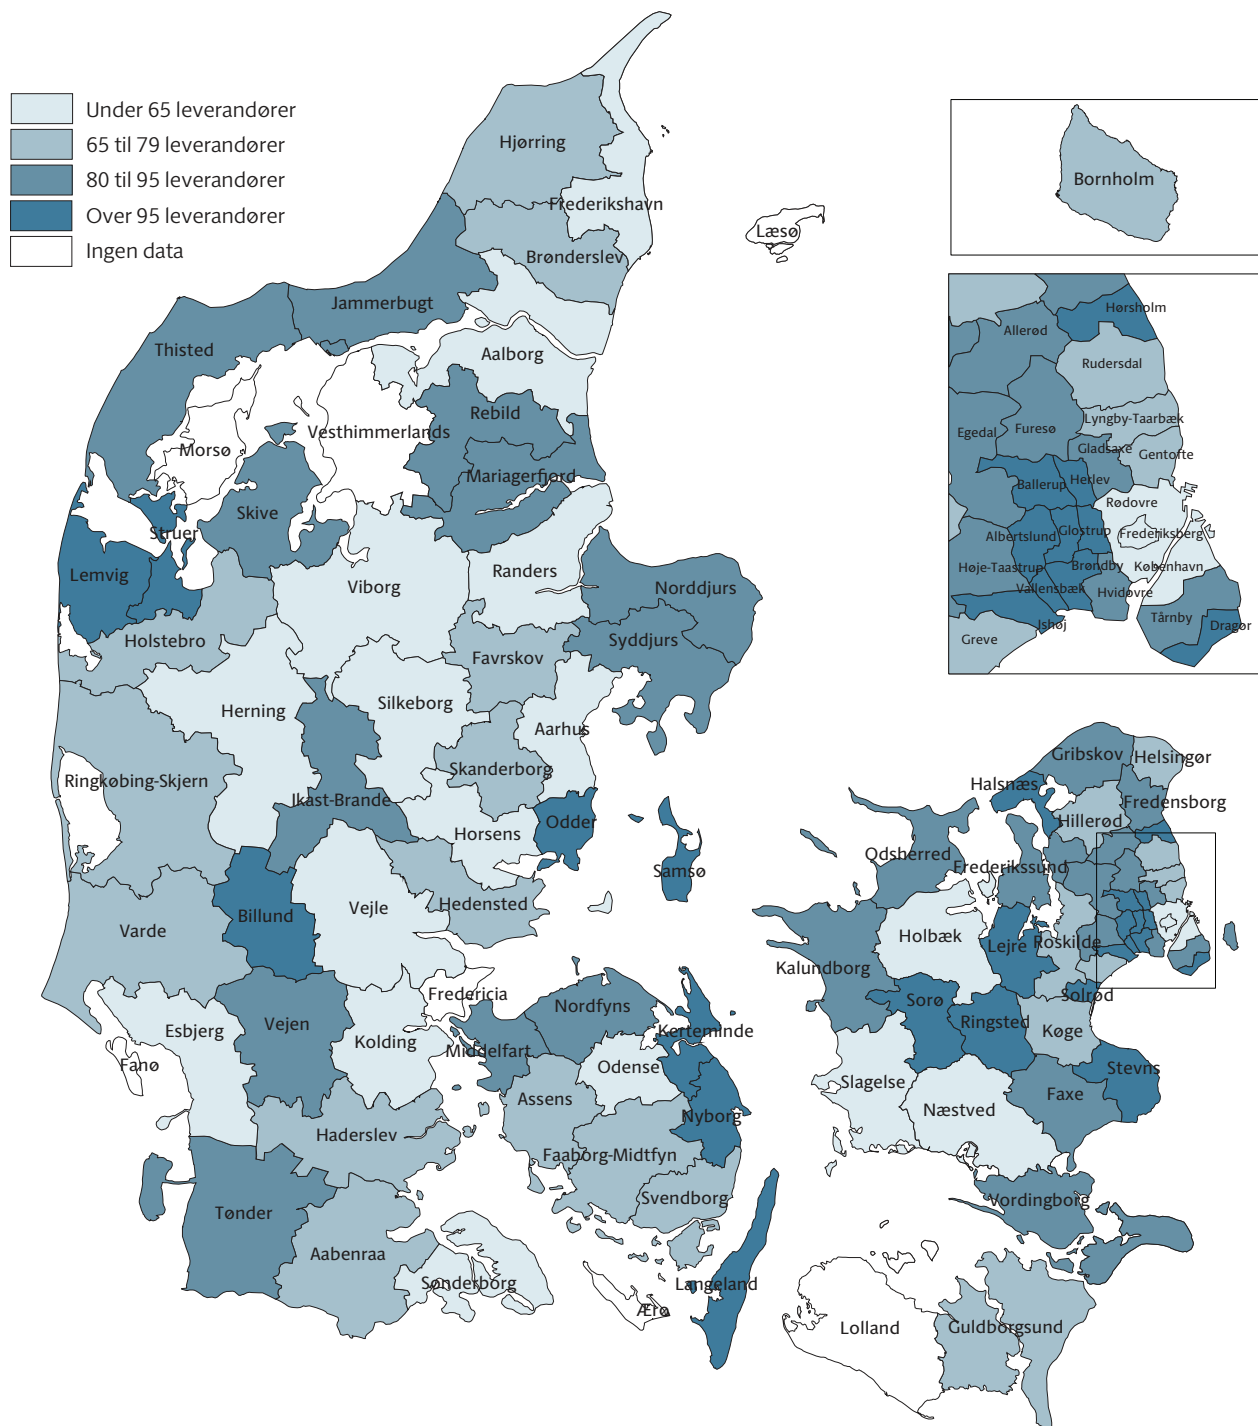 Under 65 leverandører
65 til 79 leverandører
80 til 95 leverandører
Over 95 leverandører
Ingen data
Hjørring
Frederikshavn
Læsø
Brønderslev
Jammerbugt
Thisted
Aalborg
Rebild
Vesthimmerlands
Morsø
Mariagerfjord
Skive
Struer
Lemvig
Viborg
Randers
Norddjurs
Holstebro
Favrskov
Syddjurs
Silkeborg
Herning
Aarhus
Ringkøbing-Skjern
Skanderborg
Ikast-Brande
Odder
Horsens
Samsø
Hedensted
Billund
Vejle
Varde
Fredericia
Nordfyns
Vejen
Esbjerg
Kolding
Kerteminde
Middelfart
Fanø
Odense
Assens
Nyborg
Haderslev
Faaborg-Midtfyn
Svendborg
Tønder
Aabenraa
Sønderborg
Langeland
Ærø
Bornholm
Hørsholm
Allerød
Rudersdal
Lyngby-Taarbæk
Egedal
Furesø
Gladsaxe
Gentofte
Ballerup
Herlev
Rødovre
Albertslund
Glostrup
Frederiksberg
Høje-Taastrup
Brøndby
København
Vallensbæk
Hvidovre
Ishøj
Tårnby
Dragør
Greve
Gribskov
Helsingør
Halsnæs
Fredensborg
Hillerød
Odsherred
Frederikssund
Holbæk
Lejre
Roskilde
Kalundborg
Solrød
Sorø
Ringsted
Køge
Stevns
Slagelse
Næstved
Faxe
Vordingborg
Lolland
Guldborgsund